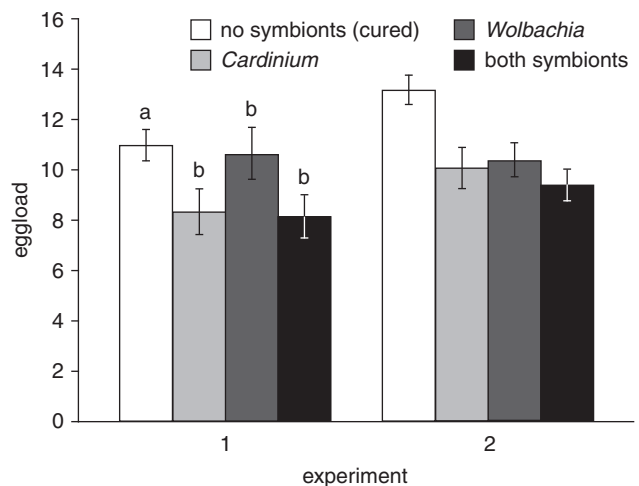 16
14
12
10
8
6
4
2
0
eggload
no symbionts (cured)
Cardinium
Wolbachia
both symbionts
a
b
b
b
1
2
experiment